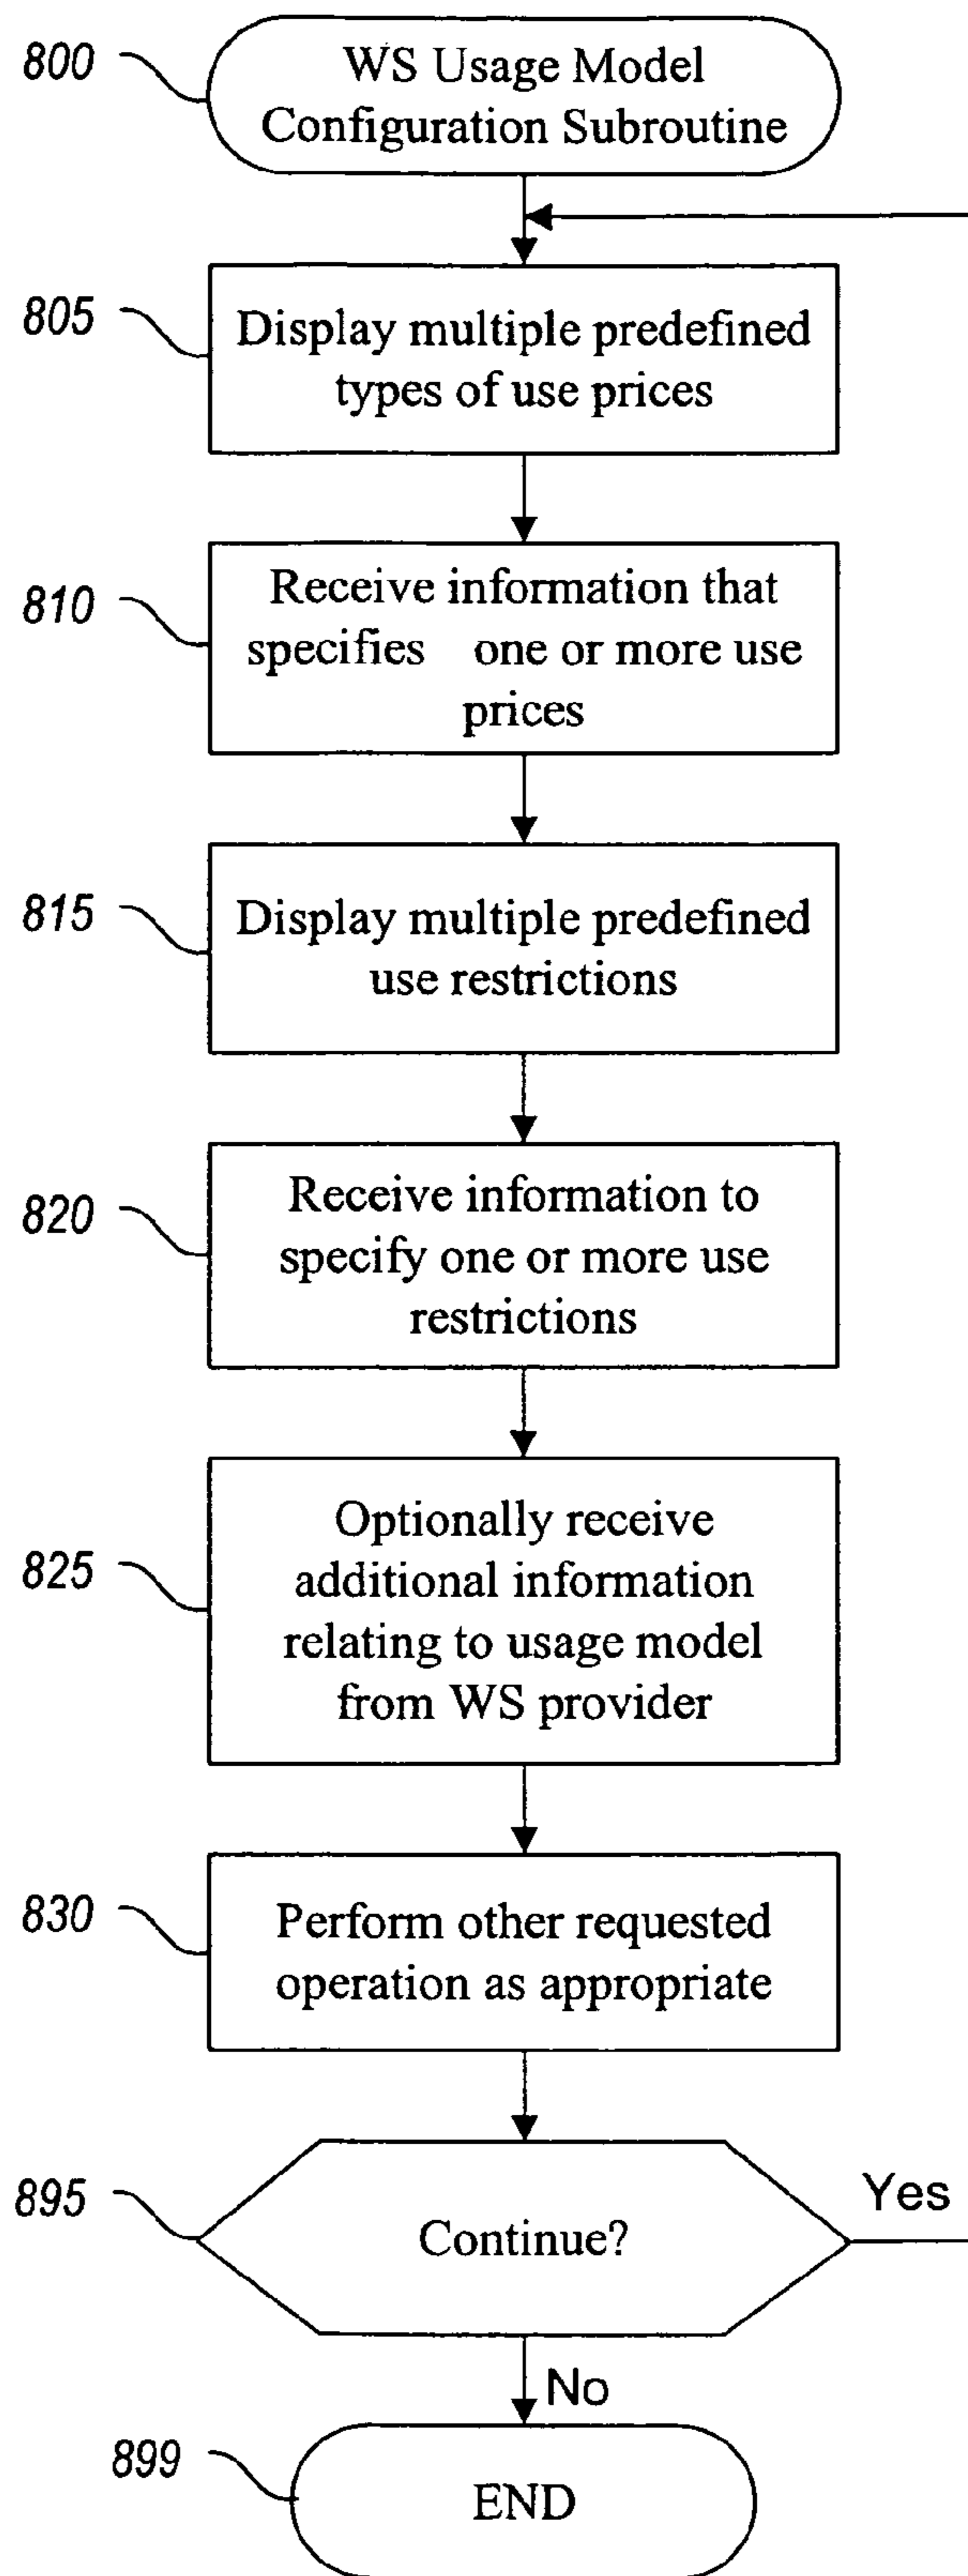 800
WS Usage Model
Configuration Subroutine
805
Display multiple predefined
types of use prices
810
Receive information that
specifies one or more use
prices
815
Display multiple predefined
use restrictions
820
Receive information to
specify one or more use
restrictions
825
Optionally receive
additional information
relating to usage model
from WS provider
830
Perform other requested
operation as appropriate
895
Continue?
Yes
No
899
END